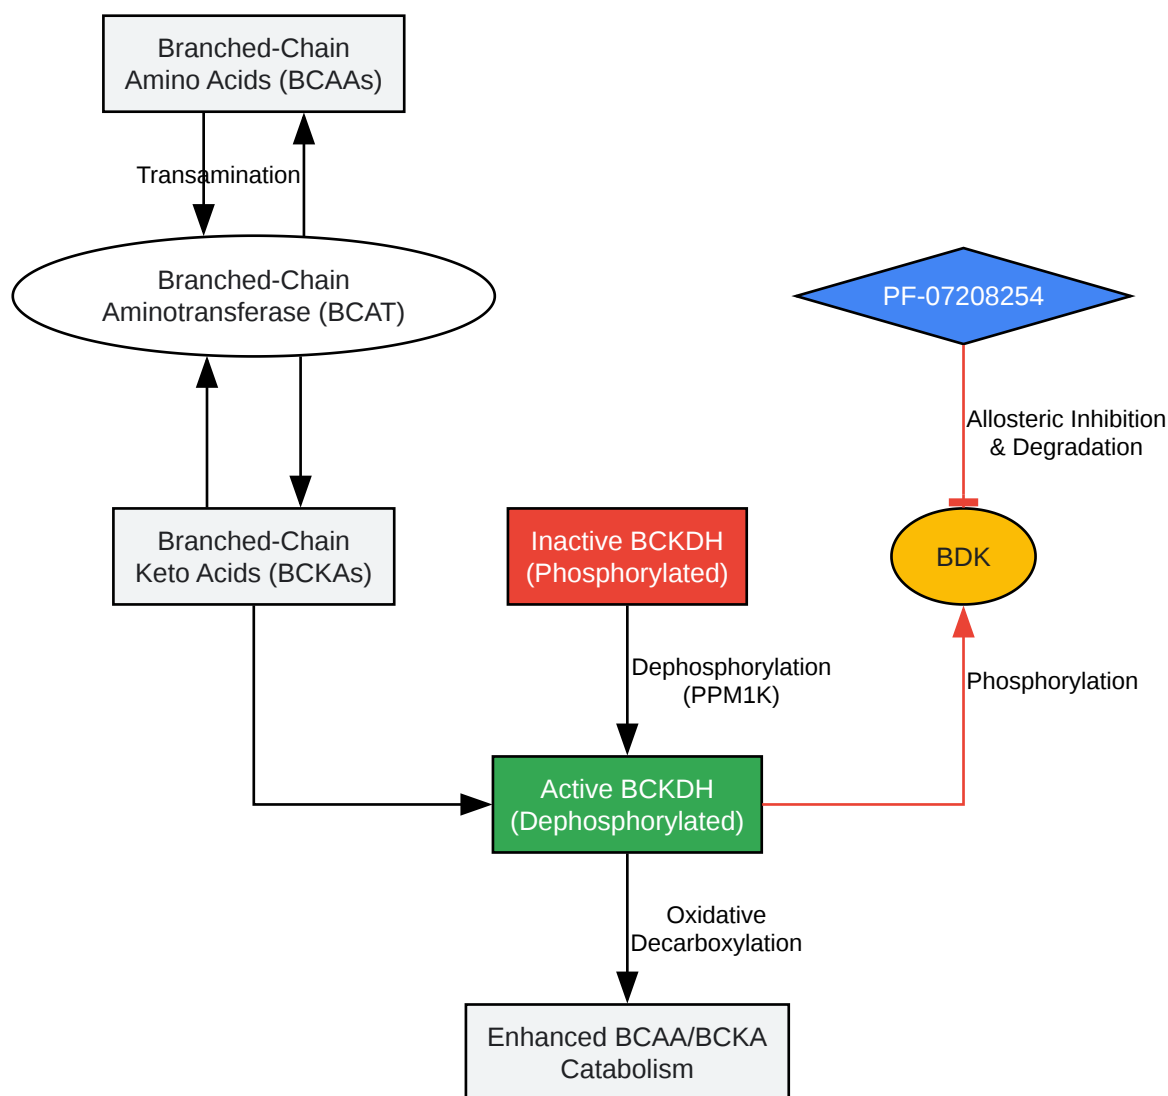 Branched-Chain
Amino Acids (BCAAs)
Transamination
Branched-Chain
Aminotransferase (BCAT)
PF-07208254
Allosteric Inhibition
& Degradation
Branched-Chain
Keto Acids (BCKAs)
Inactive BCKDH
(Phosphorylated)
BDK
Dephosphorylation
(PPM1K)
Phosphorylation
Active BCKDH
(Dephosphorylated)
Oxidative
Decarboxylation
Enhanced BCAA/BCKA
Catabolism